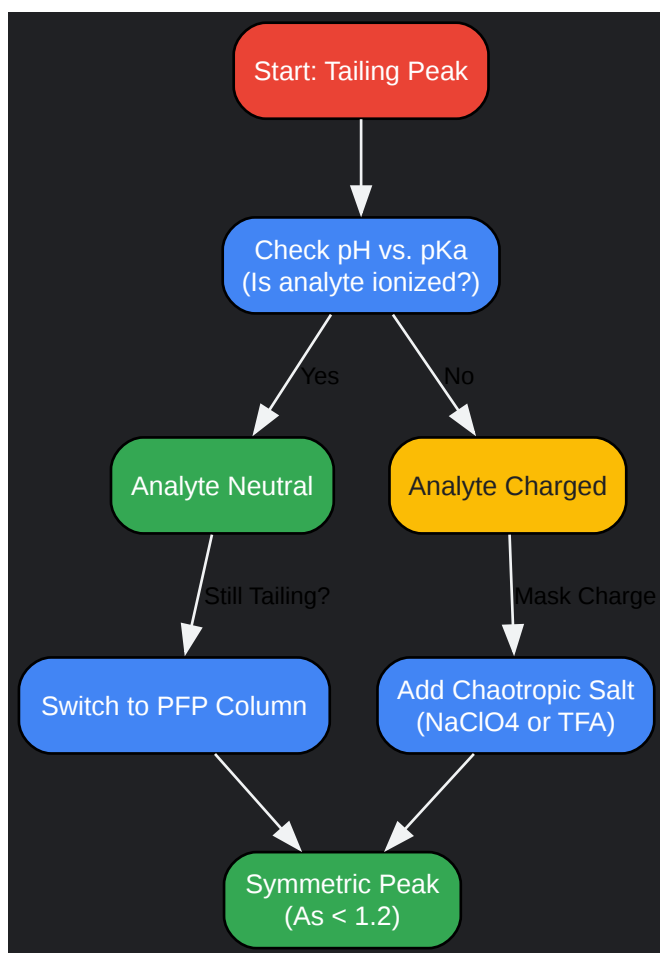 Start: Tailing Peak
Check pH vs. pKa
(Is analyte ionized?)
Yes
No
Analyte Neutral
Analyte Charged
Still Tailing?
Mask Charge
Switch to PFP Column
Add Chaotropic Salt
(NaClO4 or TFA)
Symmetric Peak
(As < 1.2)